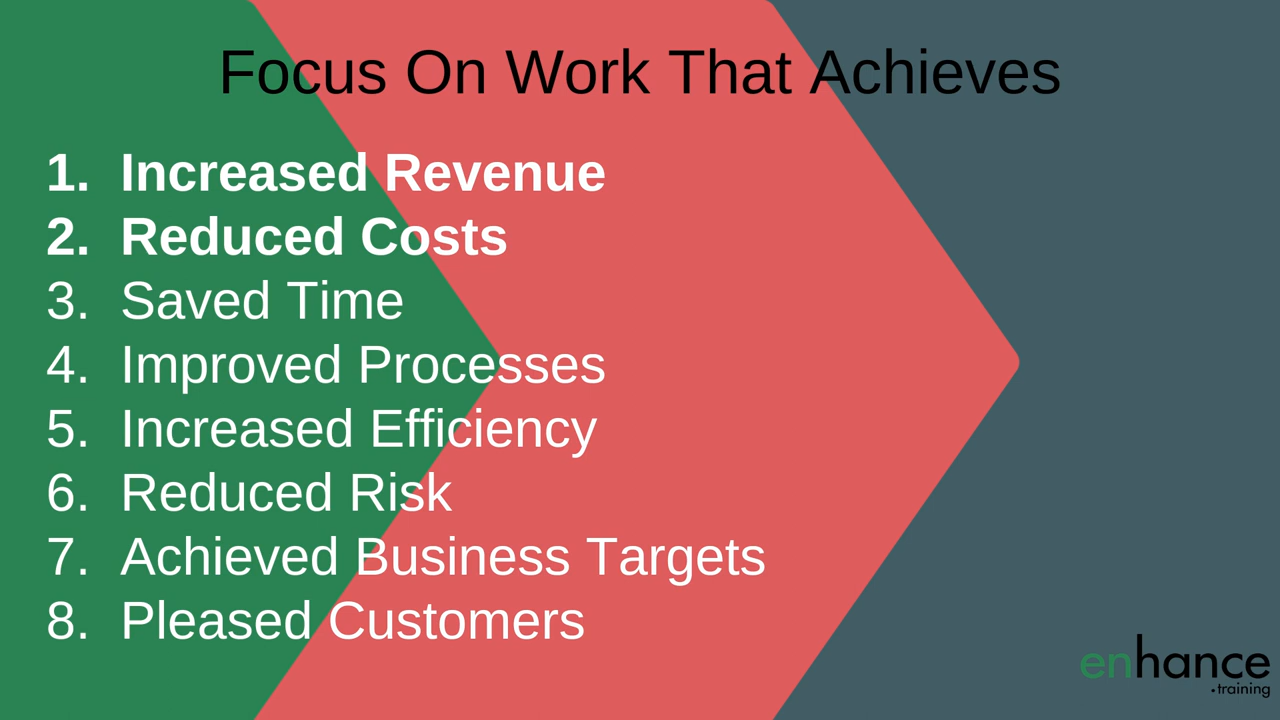 Focus On Work That Achieves
1. Increased Revenue
2. Reduced Costs
3. Saved Time
4. Improved Processes
5. Increased Efficiency
6. Reduced Risk
7. Achieved Business Targets
8. Pleased Customers
enhance
.training